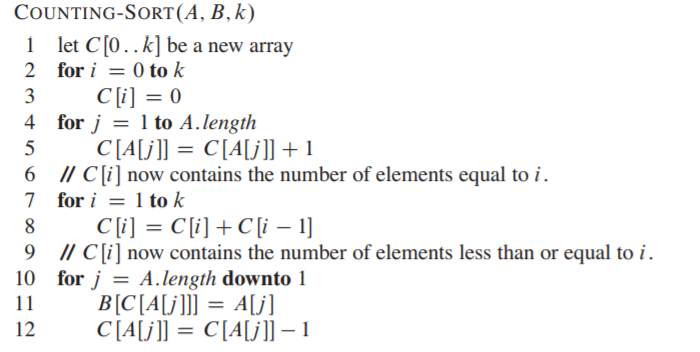 COUNTING-SORT(A, B, k)
1 let C[0..k] be a new array
2 for i = 0 to k
3 C[i] = 0
4 for j = 1 to A.length
5 C[A[j]] = C[A[j]] + 1
6 // C[i] now contains the number of elements equal to i.
7 for i = 1 to k
8 C[i] = C[i] + C[i − 1]
9 // C[i] now contains the number of elements less than or equal to i.
10 for j = A.length downto 1
11 B[C[A[j]]] = A[j]
12 C[A[j]] = C[A[j]] − 1